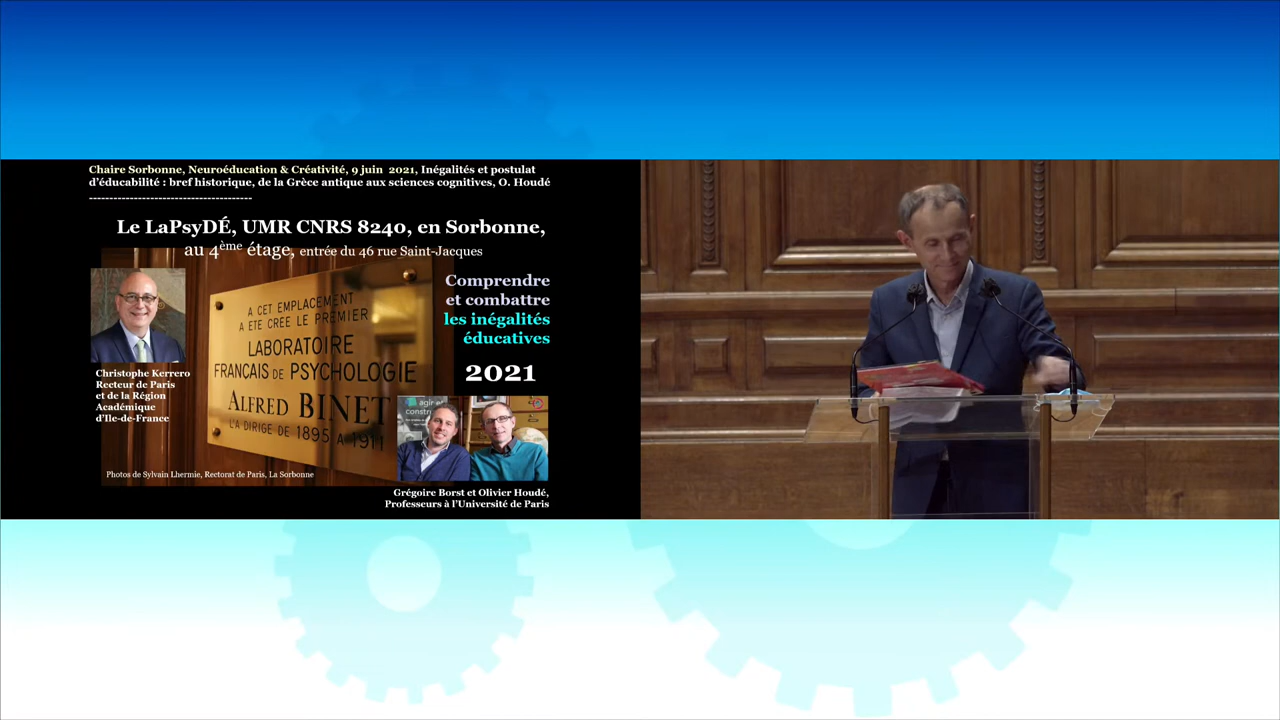 Chaire Sorbonne, Neuroéducation & Créativité, 9 juin 2021, Inégalités et postulat
d'éducabilité : bref historique, de la Grèce antique aux sciences cognitives, O. Houdé
----------------------------------------
Le LaPsyDÉ, UMR CNRS 8240, en Sorbonne,
au 4ème étage, entrée du 46 rue Saint-Jacques
Comprendre
et combattre
les inégalités
éducatives
2021
A CET EMPLACEMENT
A ETE CREE LE PREMIER
LABORATOIRE
FRANÇAIS DE PSYCHOLOGIE
ALFRED BINET
L'A DIRIGE DE 1895 A 1911
Christophe Kerrero
Recteur de Paris
et de la Région
Académique
d'Ile-de-France
agir et
Photos de Sylvain Lhermie, Rectorat de Paris, La Sorbonne
Grégoire Borst et Olivier Houdé,
Professeurs à l'Université de Paris